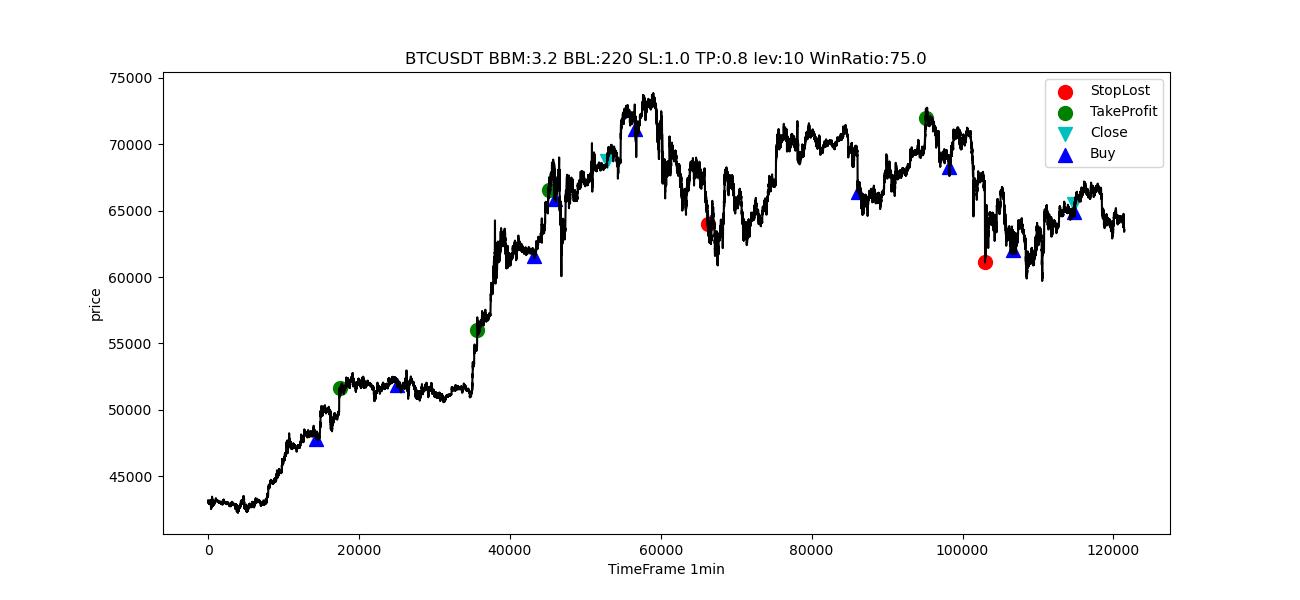 BTCUSDT BBM:3.2 BBL:220 SL:1.0 TP:0.8 lev:10 WinRatio:75.0
75000
70000
65000
60000
55000
50000
45000
price
StopLost
TakeProfit
Close
Buy
0 20000 40000 60000 80000 100000 120000
TimeFrame 1min